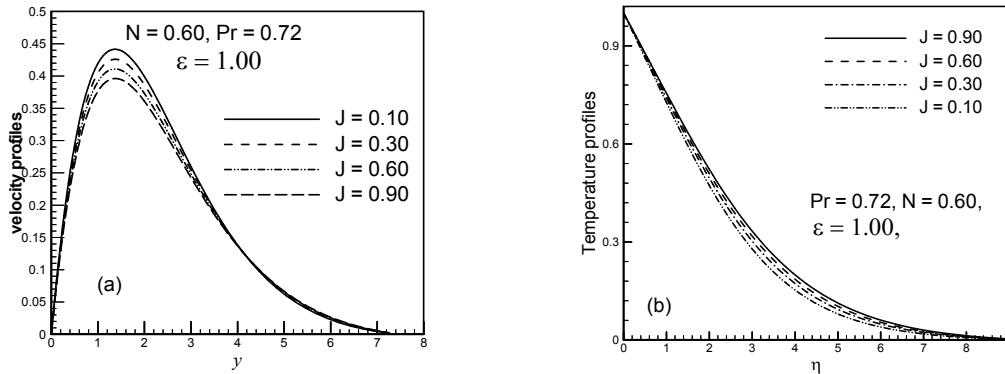 N = 0.60, Pr = 0.72
ε = 1.00
J = 0.10
J = 0.30
J = 0.60
J = 0.90
(a)
velocity profiles
0.5
0.45
0.4
0.35
0.3
0.25
0.2
0.15
0.1
0.05
0
0 1 2 3 4 5 6 7 8
y
J = 0.90
J = 0.60
J = 0.30
J = 0.10
Pr = 0.72, N = 0.60,
ε = 1.00,
(b)
Temperature profiles
0.9
0.6
0.3
0
0 1 2 3 4 5 6 7 8
η